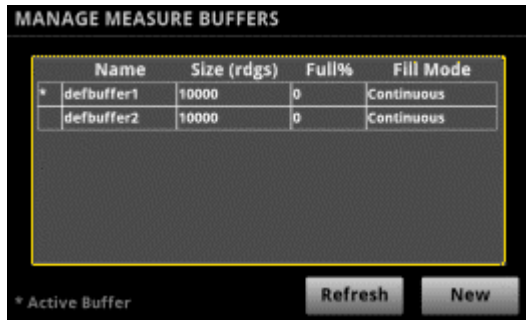 MANAGE MEASURE BUFFERS
Name Size (rdgs) Full% Fill Mode
* defbuffer1 10000 0 Continuous
defbuffer2 10000 0 Continuous
* Active Buffer Refresh New